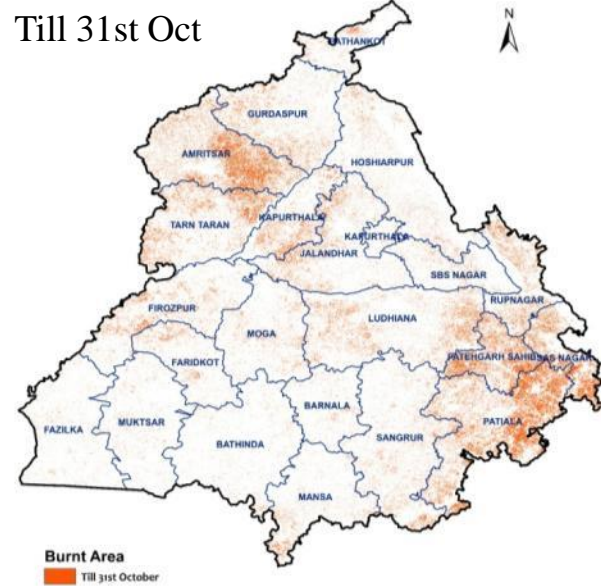 Till 31st Oct
N
PATHANKOT
GURDASPUR
AMRITSAR
HOSHIARPUR
TARN TARAN
KAPURTHALA
KAPURTHALA
JALANDHAR
SBS NAGAR
RUPNAGAR
FIROZPUR
LUDHIANA
MOGA
FATEHGARH SAHIB
SAS NAGAR
FARIDKOT
BARNALA
PATIALA
FAZILKA
MUKTSAR
BATHINDA
SANGRUR
MANSA
Burnt Area
Till 31st October